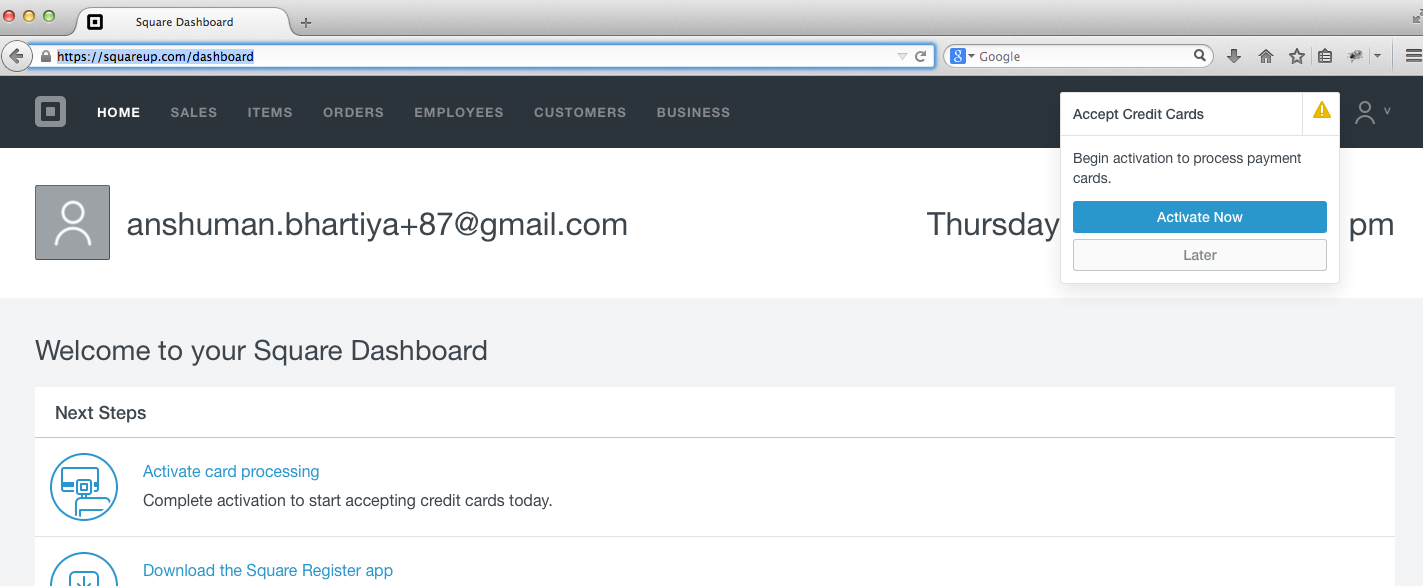 Square Dashboard
https://squareup.com/dashboard
Google
HOME SALES ITEMS ORDERS EMPLOYEES CUSTOMERS BUSINESS
Accept Credit Cards
Begin activation to process payment
cards.
Activate Now
Later
anshuman.bhartiya+87@gmail.com
Thursday
pm
Welcome to your Square Dashboard
Next Steps
Activate card processing
Complete activation to start accepting credit cards today.
Download the Square Register app